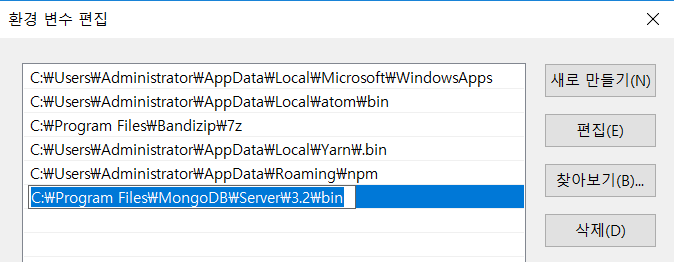 환경 변수 편집
C:₩Users₩Administrator₩AppData₩Local₩Microsoft₩WindowsApps
새로 만들기(N)
C:₩Users₩Administrator₩AppData₩Local₩atom₩bin
C:₩Program Files₩Bandizip₩7z
편집(E)
C:₩Users₩Administrator₩AppData₩Local₩Yarn₩.bin
C:₩Users₩Administrator₩AppData₩Roaming₩npm
찾아보기(B)...
C:₩Program Files₩MongoDB₩Server₩3.2₩bin
삭제(D)